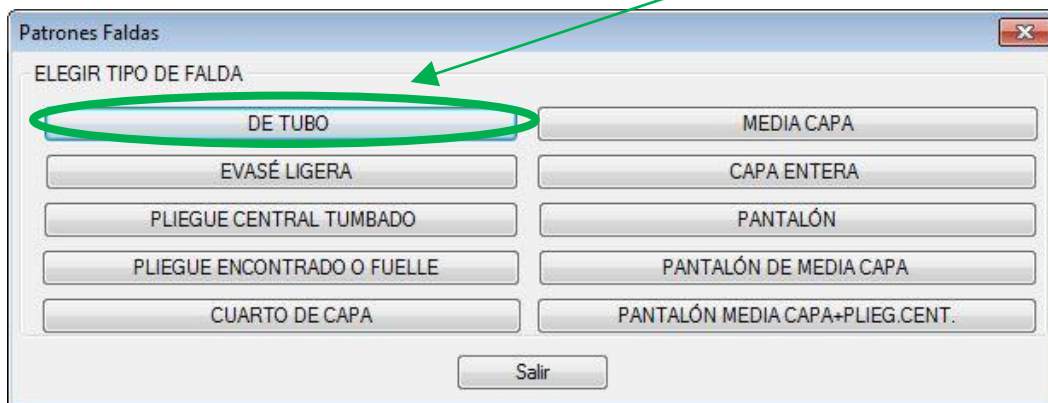 Patrones Faldas
ELEGIR TIPO DE FALDA
DE TUBO
MEDIA CAPA
EVASÉ LIGERA
CAPA ENTERA
PLIEGUE CENTRAL TUMBADO
PANTALÓN
PLIEGUE ENCONTRADO O FUELLE
PANTALÓN DE MEDIA CAPA
CUARTO DE CAPA
PANTALÓN MEDIA CAPA+PLIEG.CENT.
Salir